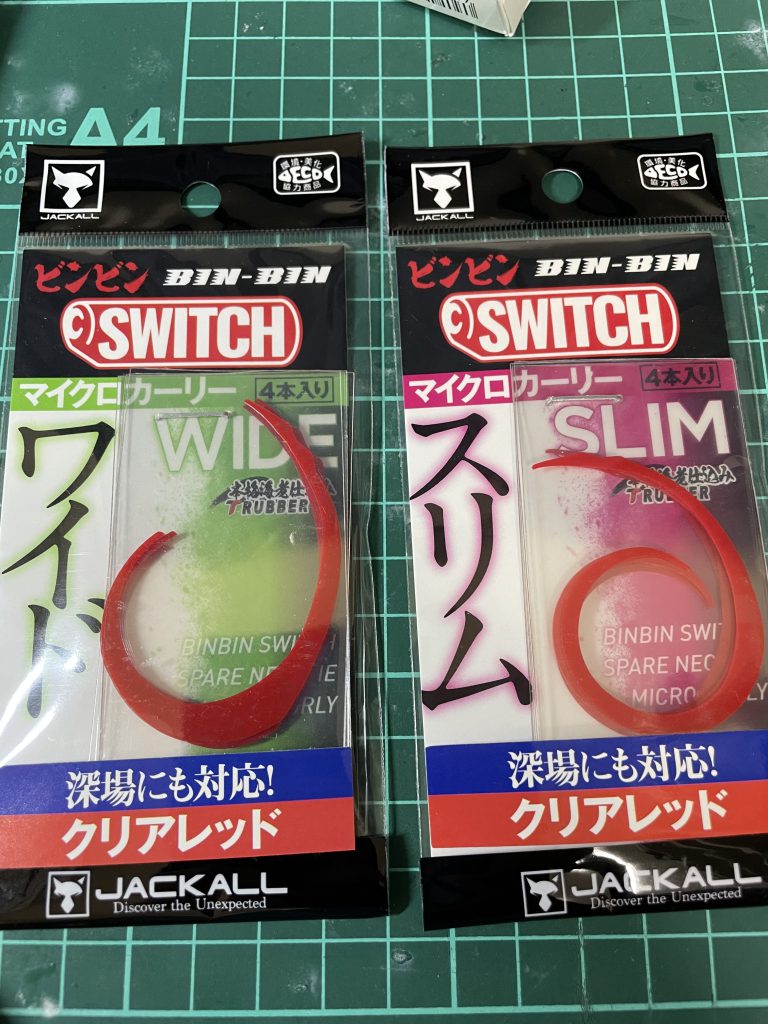 A4
JACKALL
環境・美化
ECO
協力商品
ビンビン BIN-BIN
SWITCH
マイクロカーリー 4本入り
WIDE
ワイド
T RUBBER
BINBIN SWIT
SPARE NEC
深場にも対応!
クリアレッド
JACKALL
Discover the Unexpected
JACKALL
環境・美化
ECO
協力商品
ビンビン BIN-BIN
SWITCH
マイクロカーリー 4本入り
SLIM
スリム
T RUBBER
BINBIN SWIT
SPARE NEC
MICRO
深場にも対応!
クリアレッド
JACKALL
Discover the Unexpected